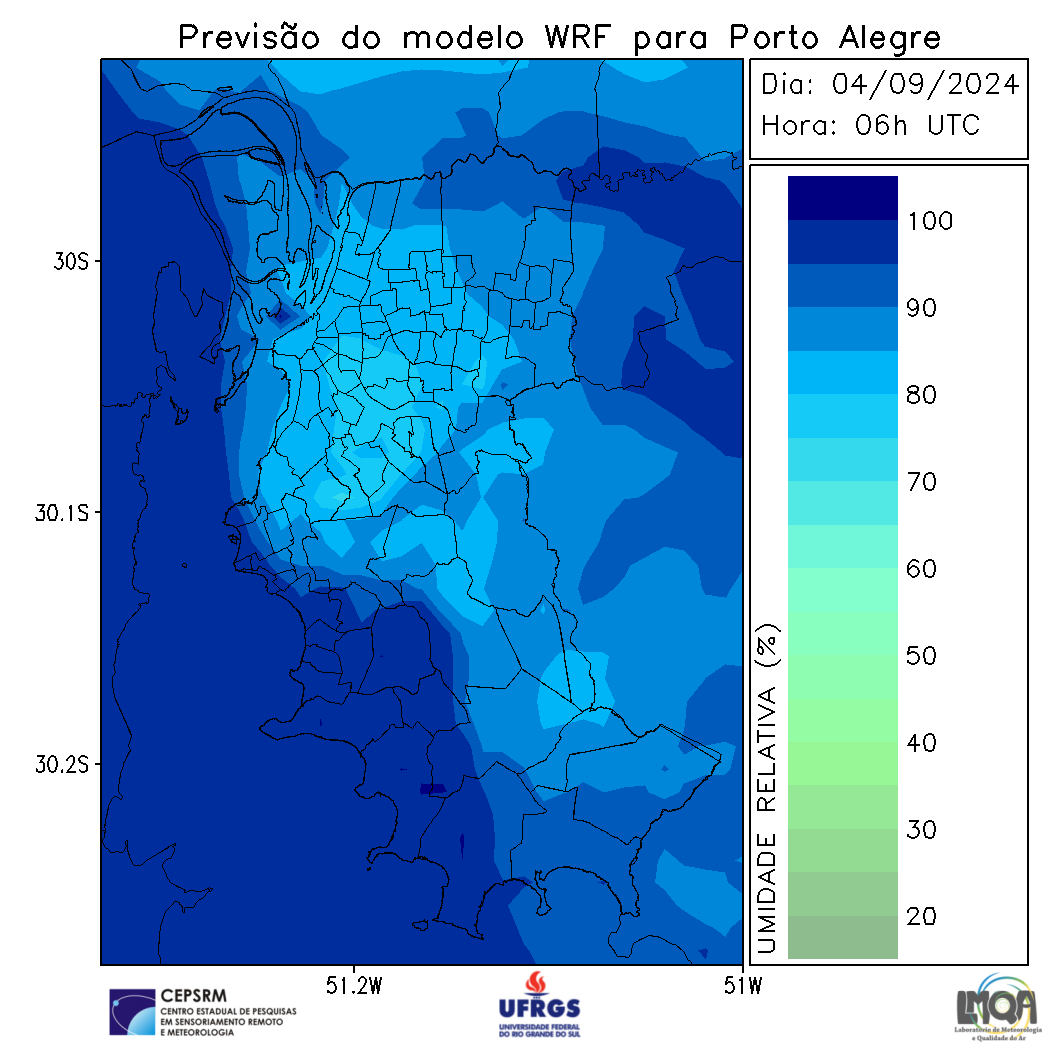 Previsão do modelo WRF para Porto Alegre
Dia: 04/09/2024
Hora: 06h UTC
30S
30.1S
30.2S
51.2W
51W
UMIDADE RELATIVA (%)
100
90
80
70
60
50
40
30
20
CEPSRM
CENTRO ESTADUAL DE PESQUISAS
EM SENSORIAMENTO REMOTO
E METEOROLOGIA
UFRGS
UNIVERSIDADE FEDERAL
DO RIO GRANDE DO SUL
LMQA
Laboratório de Meteorologia
e Qualidade do Ar